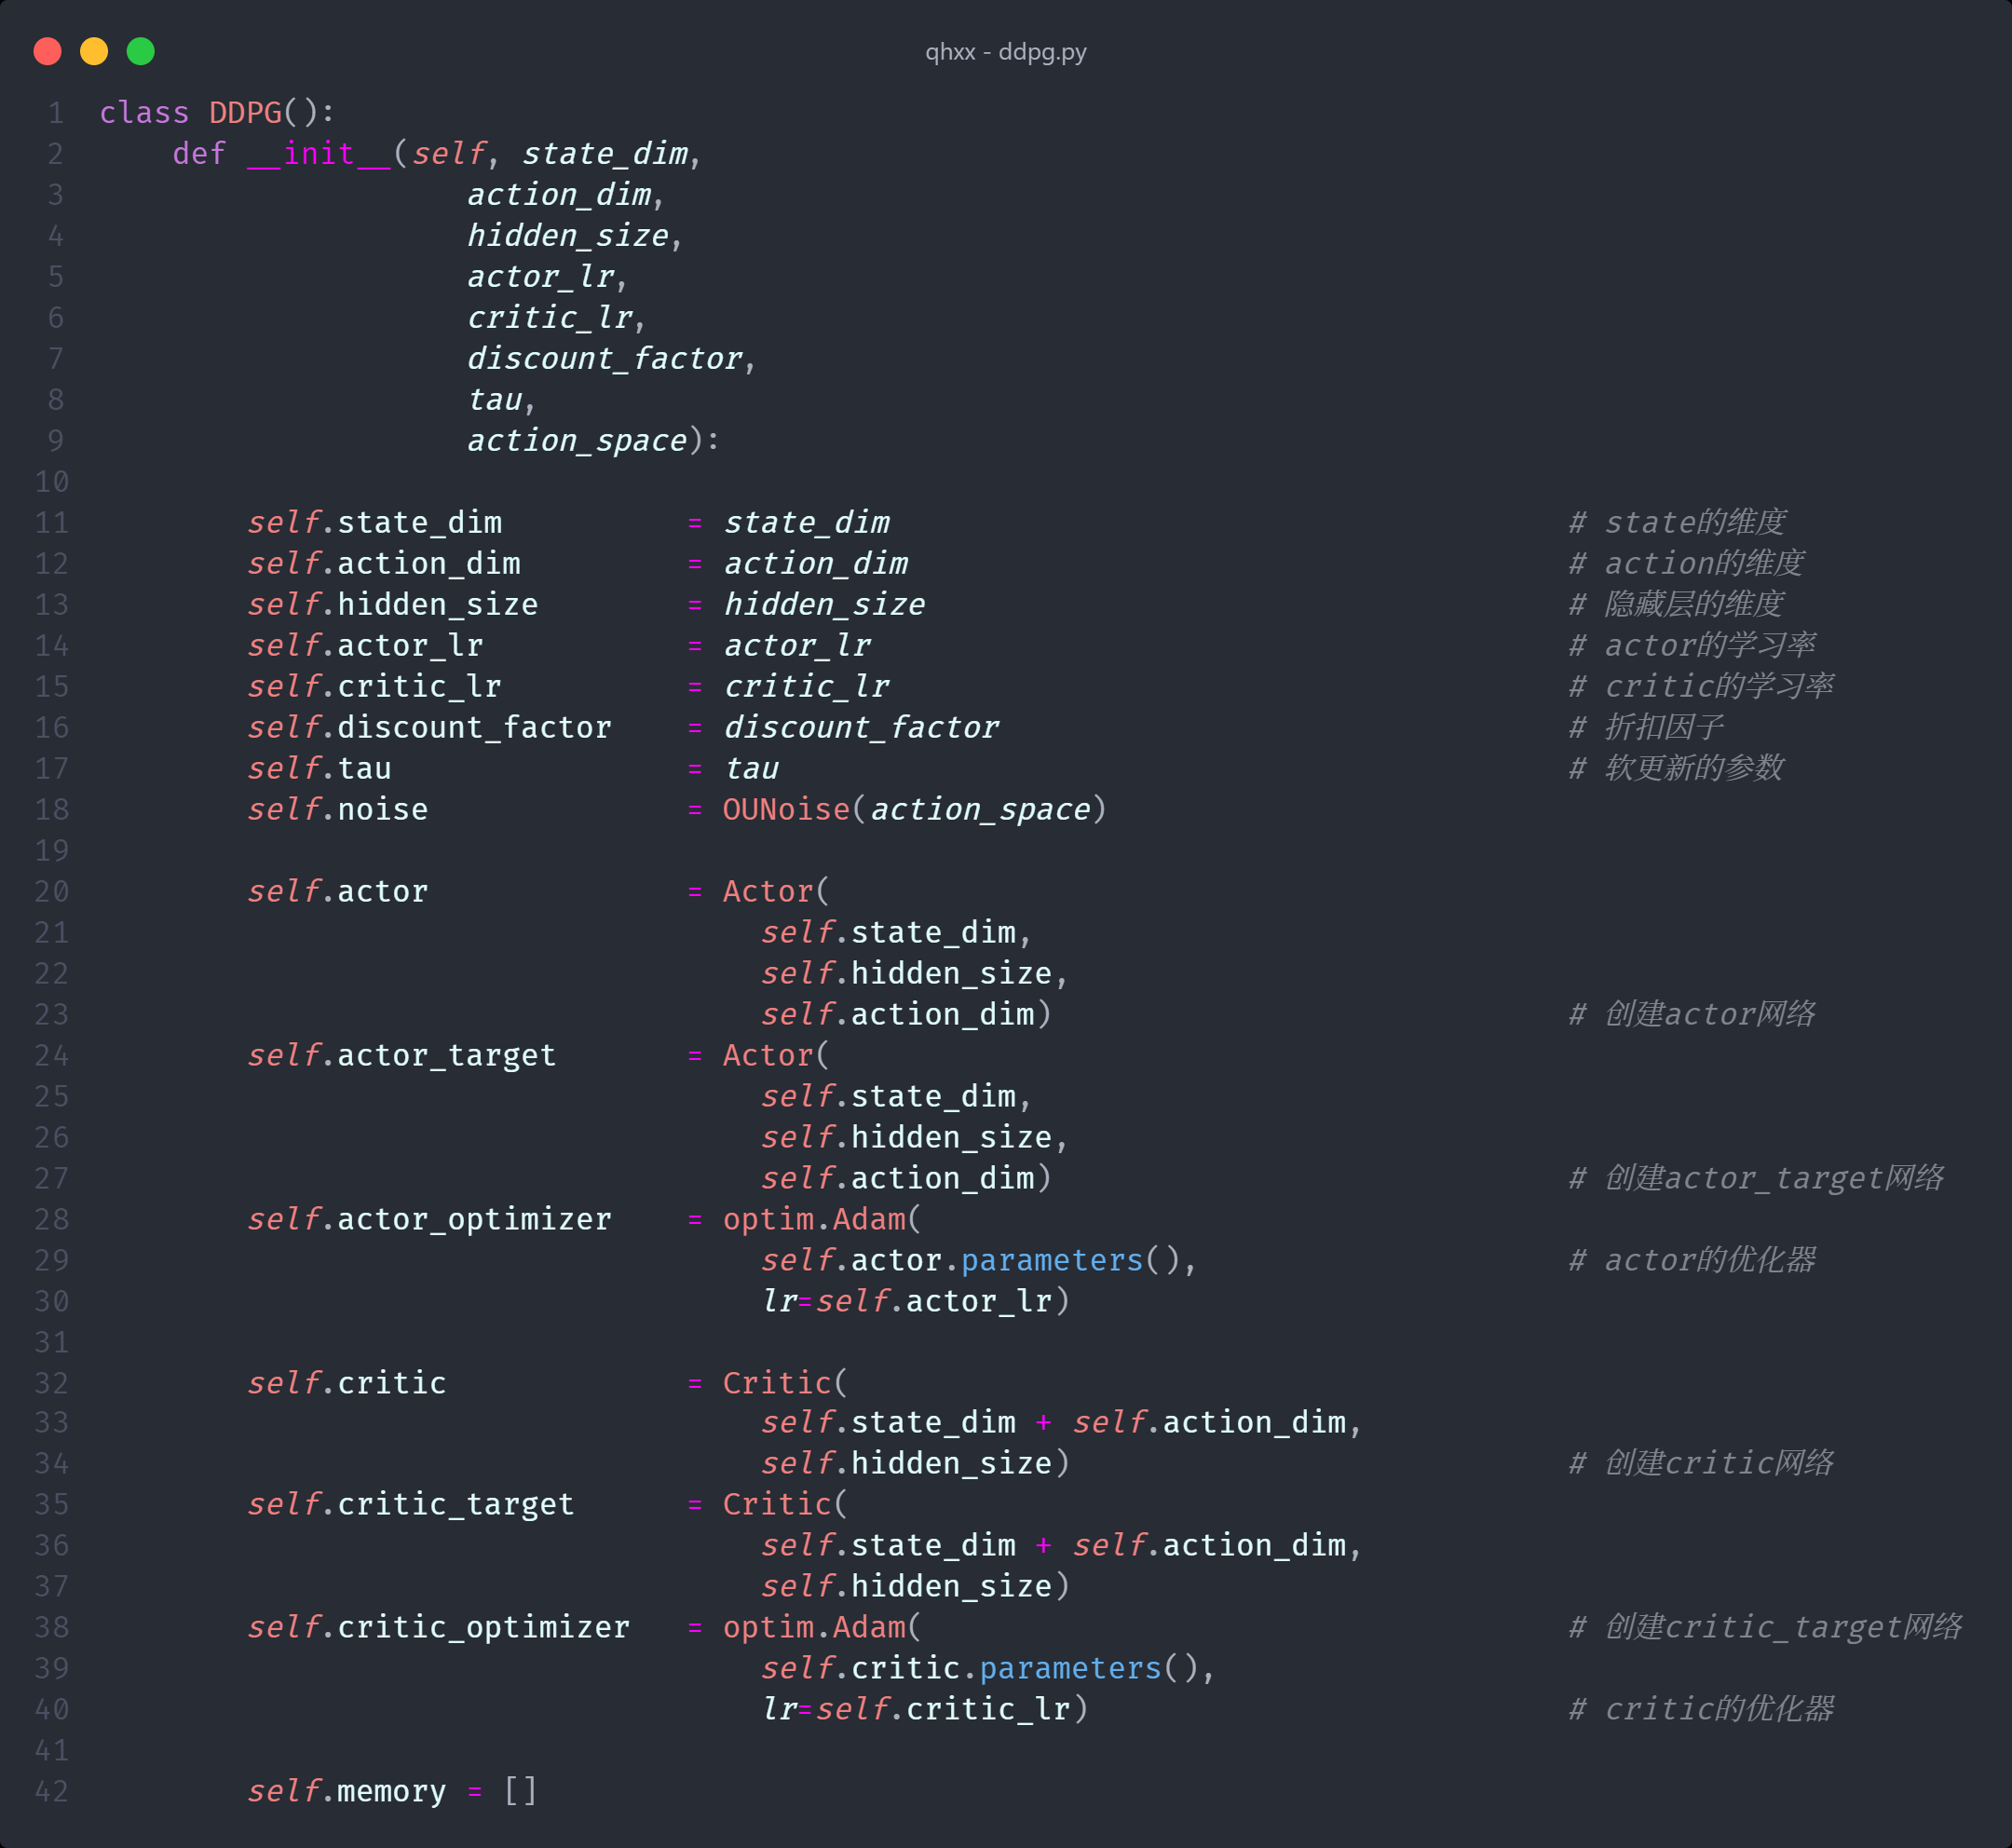 qhxx - ddpg.py
1 class DDPG():
2     def __init__(self, state_dim,
3                     action_dim,
4                     hidden_size,
5                     actor_lr,
6                     critic_lr,
7                     discount_factor,
8                     tau,
9                     action_space):
10
11         self.state_dim          = state_dim                                     # state的维度
12         self.action_dim         = action_dim                                    # action的维度
13         self.hidden_size        = hidden_size                                   # 隐藏层的维度
14         self.actor_lr           = actor_lr                                      # actor的学习率
15         self.critic_lr          = critic_lr                                     # critic的学习率
16         self.discount_factor    = discount_factor                               # 折扣因子
17         self.tau                = tau                                           # 软更新的参数
18         self.noise              = OUNoise(action_space)
19
20         self.actor              = Actor(
21                                     self.state_dim,
22                                     self.hidden_size,
23                                     self.action_dim)                            # 创建actor网络
24         self.actor_target       = Actor(
25                                     self.state_dim,
26                                     self.hidden_size,
27                                     self.action_dim)                            # 创建actor_target网络
28         self.actor_optimizer    = optim.Adam(
29                                     self.actor.parameters(),                    # actor的优化器
30                                     lr=self.actor_lr)
31
32         self.critic             = Critic(
33                                     self.state_dim + self.action_dim,
34                                     self.hidden_size)                           # 创建critic网络
35         self.critic_target      = Critic(
36                                     self.state_dim + self.action_dim,
37                                     self.hidden_size)
38         self.critic_optimizer   = optim.Adam(                                   # 创建critic_target网络
39                                     self.critic.parameters(),
40                                     lr=self.critic_lr)                          # critic的优化器
41
42         self.memory = []